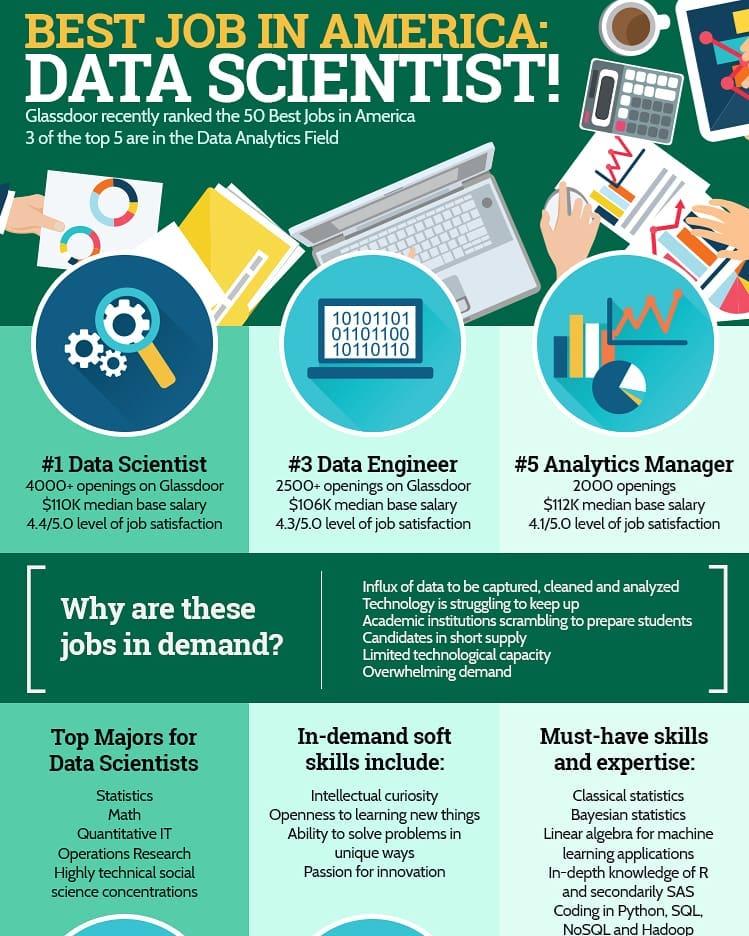 BEST JOB IN AMERICA:
DATA SCIENTIST!
Glassdoor recently ranked the 50 Best Jobs in America
3 of the top 5 are in the Data Analytics Field
10101101
01101100
10110110
#1 Data Scientist
4000+ openings on Glassdoor
$110K median base salary
4.4/5.0 level of job satisfaction
#3 Data Engineer
2500+ openings on Glassdoor
$106K median base salary
4.3/5.0 level of job satisfaction
#5 Analytics Manager
2000 openings
$112K median base salary
4.1/5.0 level of job satisfaction
Why are these
jobs in demand?
Influx of data to be captured, cleaned and analyzed
Technology is struggling to keep up
Academic institutions scrambling to prepare students
Candidates in short supply
Limited technological capacity
Overwhelming demand
Top Majors for
Data Scientists
Statistics
Math
Quantitative IT
Operations Research
Highly technical social
science concentrations
In-demand soft
skills include:
Intellectual curiosity
Openness to learning new things
Ability to solve problems in
unique ways
Passion for innovation
Must-have skills
and expertise:
Classical statistics
Bayesian statistics
Linear algebra for machine
learning applications
In-depth knowledge of R
and secondarily SAS
Coding in Python, SQL,
NoSQL and Hadoop